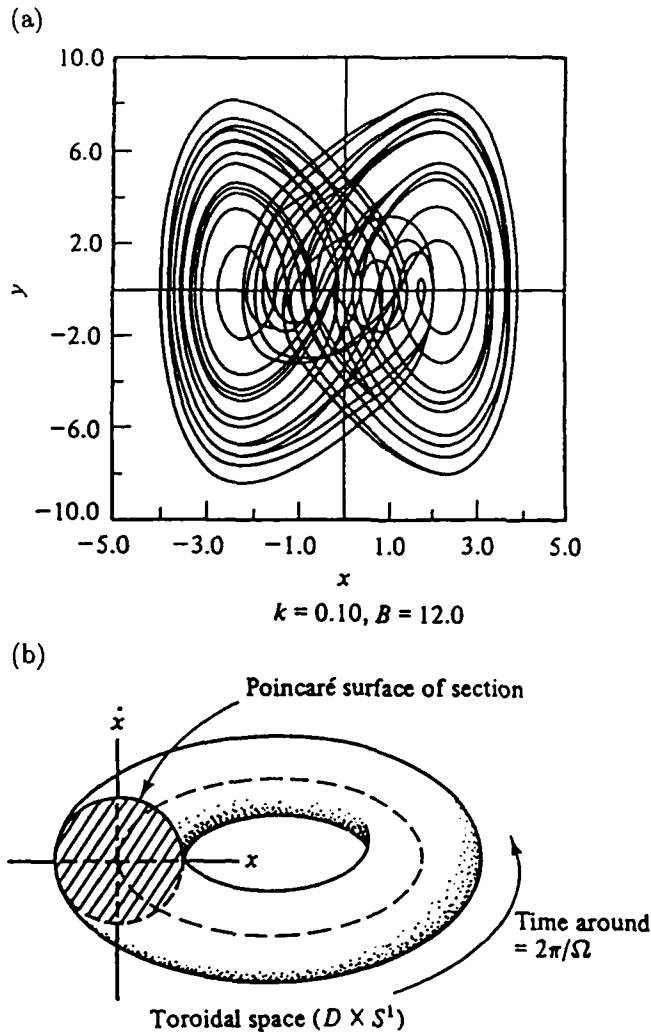 (a)
10.0
6.0
2.0
y
−2.0
−6.0
−10.0
−5.0 −3.0 −1.0 1.0 3.0 5.0
x
k = 0.10, B = 12.0
(b)
Poincaré surface of section
ẋ
x
Time around
= 2π/Ω
Toroidal space (D × S¹)